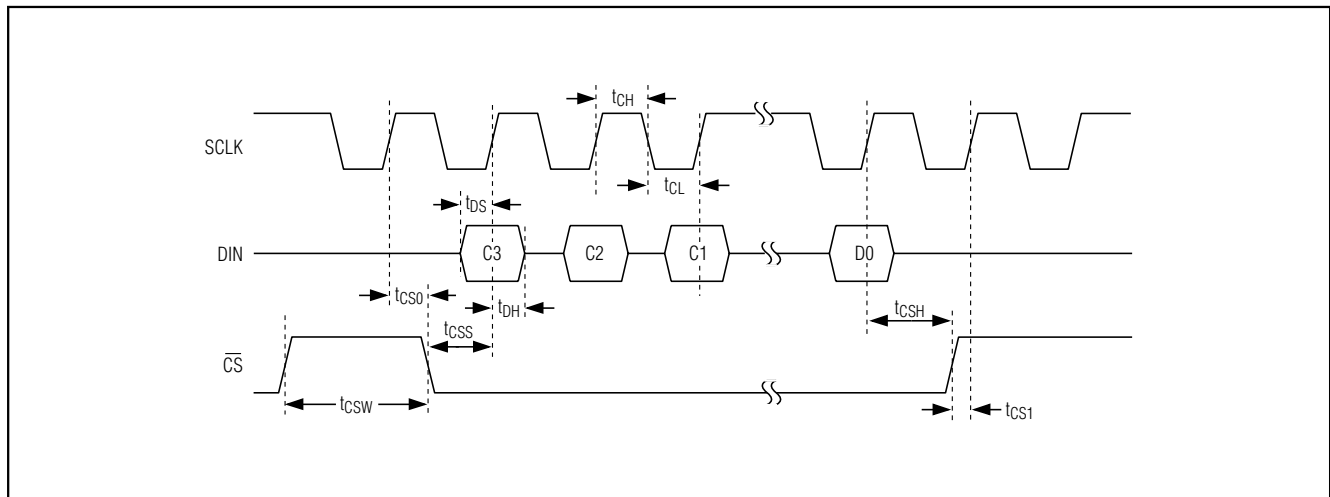 tCH
SCLK
tCL
tDS
DIN
C3
C2
C1
D0
tCS0
tDH
tCSH
tCSS
CS
tCSW
tCS1